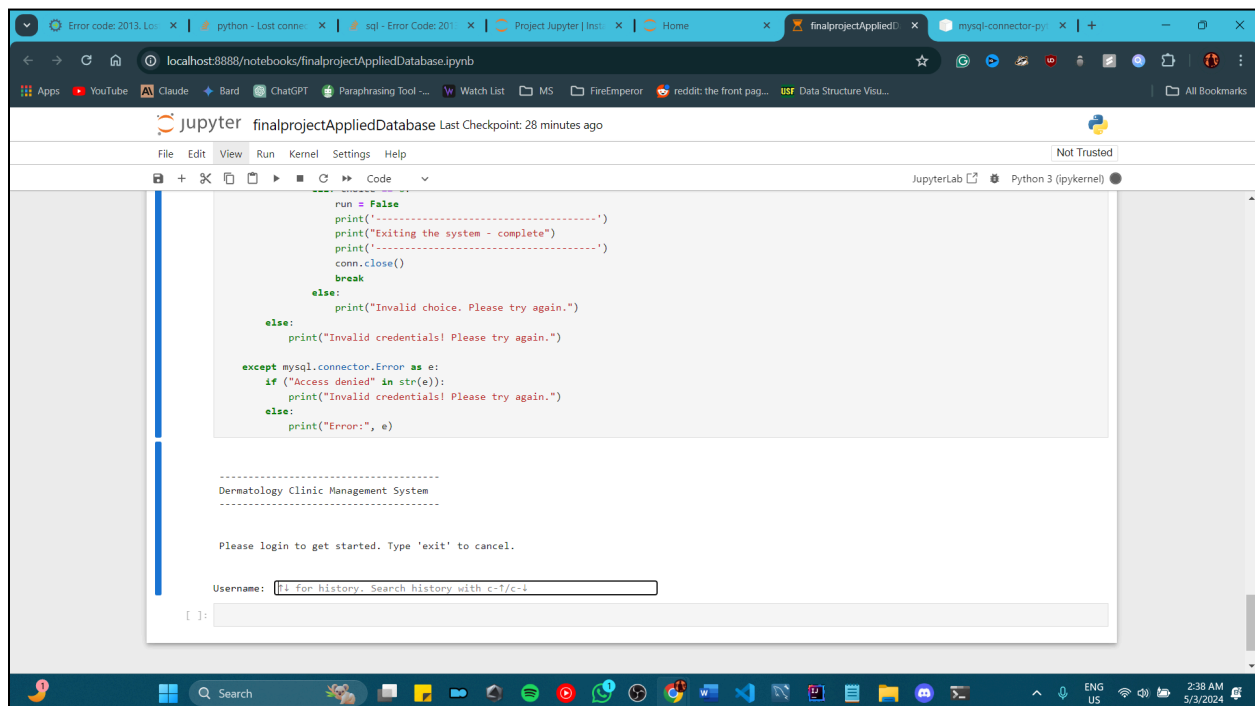 Error code: 2013. Los
python - Lost connec
sql - Error Code: 201
Project Jupyter | Inst
Home
finalprojectAppliedD
mysql-connector-pyt
localhost:8888/notebooks/finalprojectAppliedDatabase.ipynb
Apps YouTube Claude Bard ChatGPT Paraphrasing Tool -... Watch List MS FireEmperor reddit: the front pag... USF Data Structure Visu... All Bookmarks
jupyter finalprojectAppliedDatabase Last Checkpoint: 28 minutes ago
File Edit View Run Kernel Settings Help Not Trusted
Code JupyterLab Python 3 (ipykernel)
run = False
print('--------------------------------------')
print("Exiting the system - complete")
print('--------------------------------------')
conn.close()
break
else:
print("Invalid choice. Please try again.")
else:
print("Invalid credentials! Please try again.")
except mysql.connector.Error as e:
if ("Access denied" in str(e)):
print("Invalid credentials! Please try again.")
else:
print("Error:", e)
--------------------------------------
Dermatology Clinic Management System
--------------------------------------
Please login to get started. Type 'exit' to cancel.
Username: ↑↓ for history. Search history with c-↑/c-↓
[ ]:
1 Search 1 ENG US 2:38 AM 5/3/2024